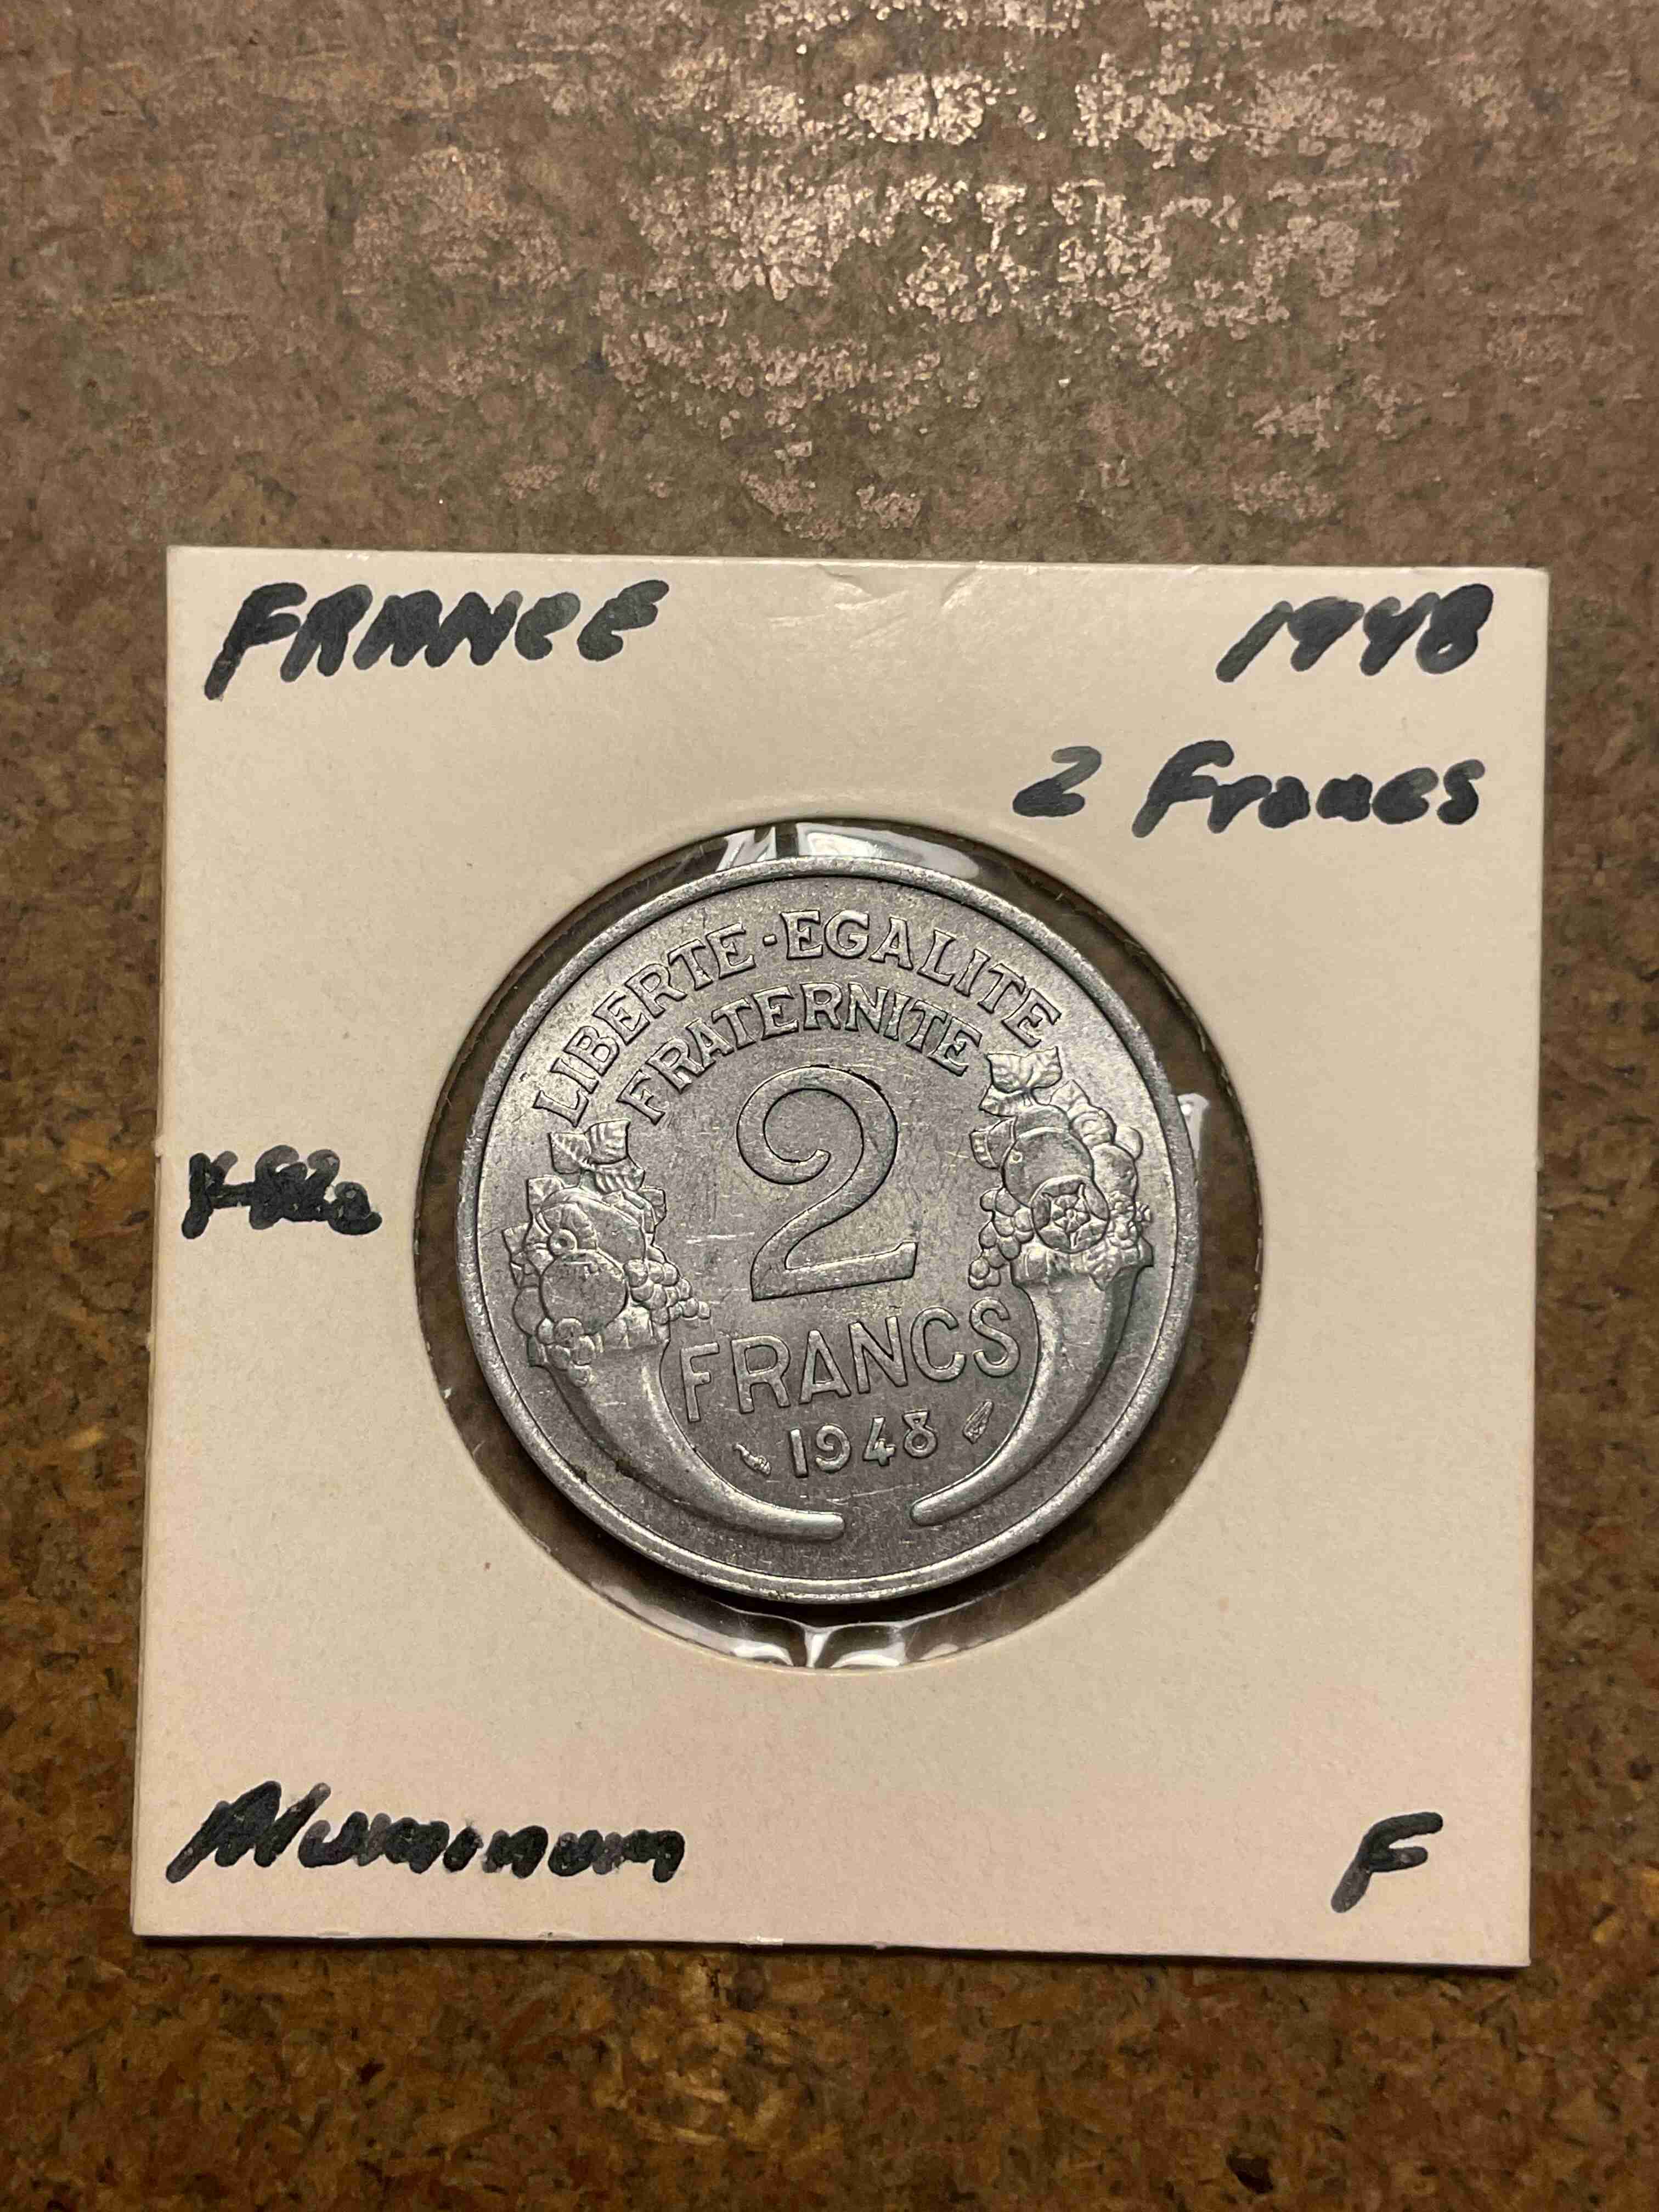 FRANCE
1948
2 Francs
LIBERTE·EGALITE
FRATERNITE
2
FRANCS
1948
Aluminum
F